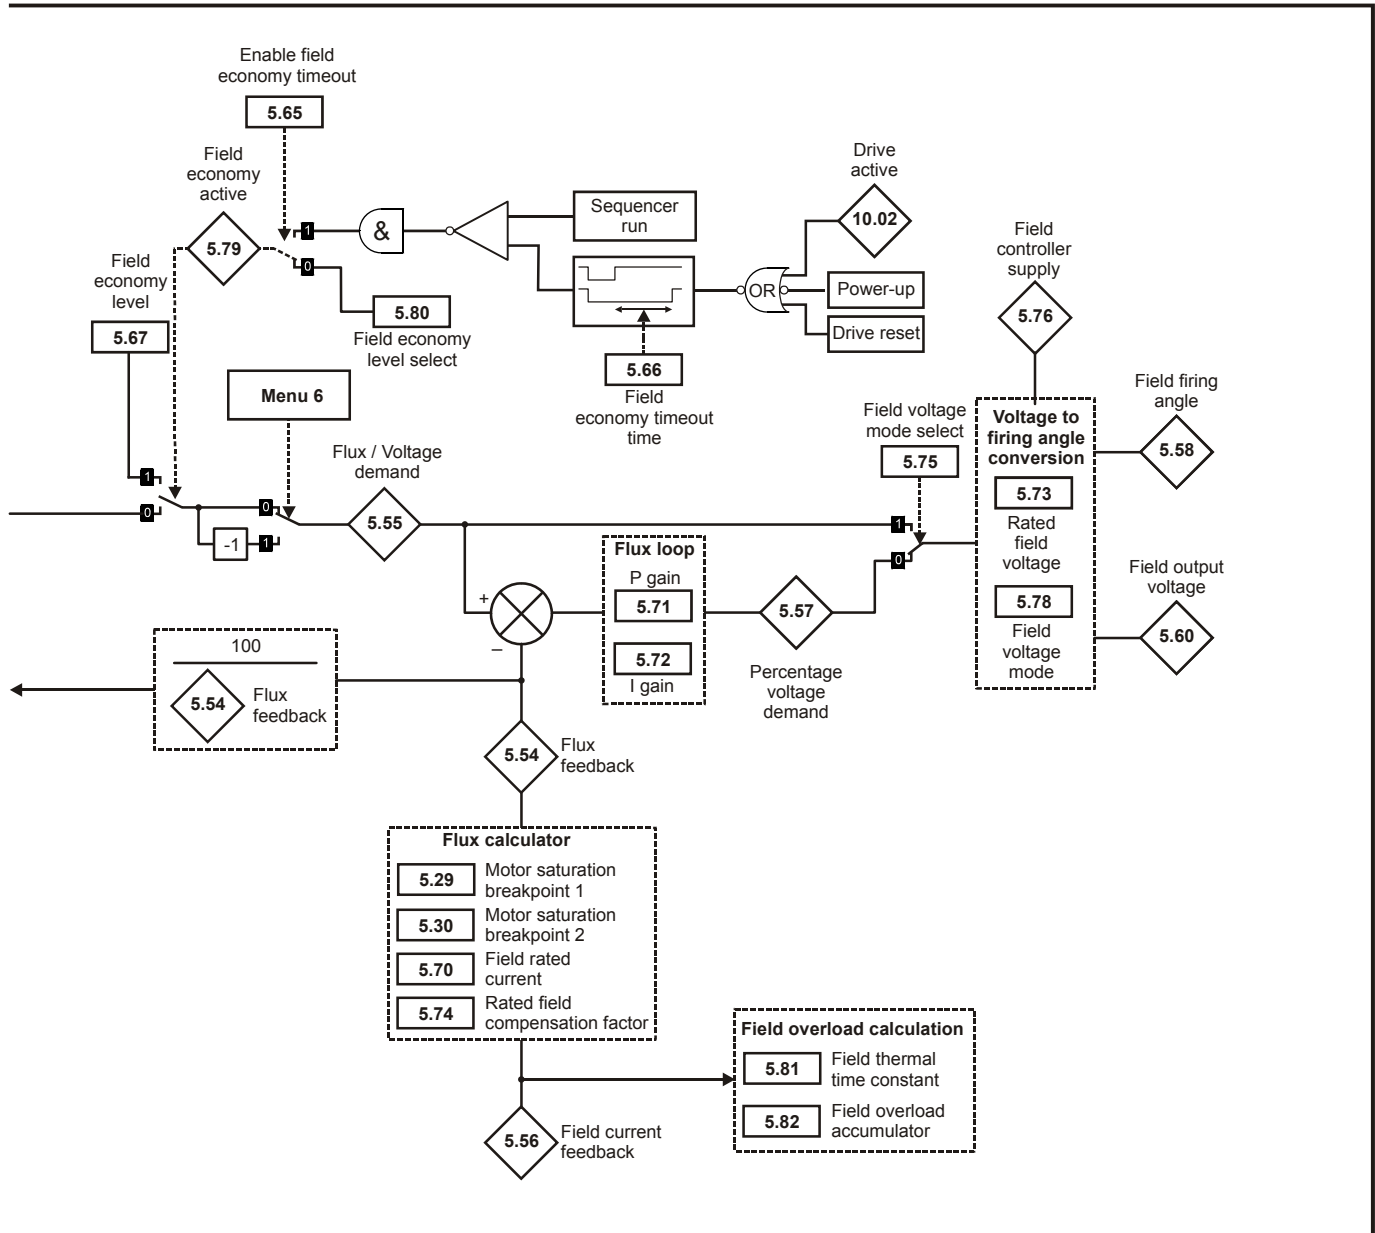 Enable field
economy timeout
5.65
Field
economy
active
5.79
1
0
&
Sequencer
run
Drive
active
10.02
OR
Power-up
Drive reset
5.66
Field
economy timeout
time
5.80
Field economy
level select
Field
economy
level
5.67
Menu 6
1
0
-1
0
1
Flux / Voltage
demand
5.55
Field
controller
supply
5.76
Field voltage
mode select
5.75
1
0
Voltage to
firing angle
conversion
5.73
Rated
field
voltage
5.78
Field
voltage
mode
Field firing
angle
5.58
Field output
voltage
5.60
+
–
Flux loop
P gain
5.71
5.72
I gain
5.57
Percentage
voltage
demand
100
5.54
Flux
feedback
5.54
Flux
feedback
Flux calculator
5.29
Motor saturation
breakpoint 1
5.30
Motor saturation
breakpoint 2
5.70
Field rated
current
5.74
Rated field
compensation factor
Field overload calculation
5.81
Field thermal
time constant
5.82
Field overload
accumulator
5.56
Field current
feedback